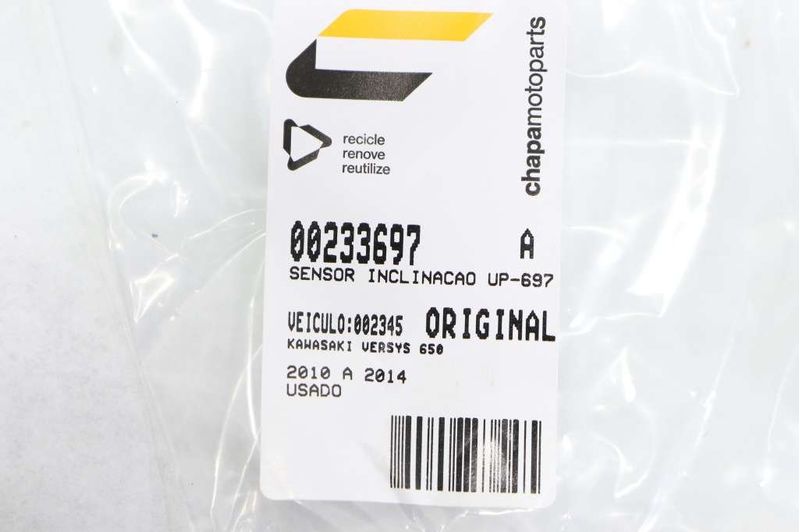 chapamotoparts
recicle
renove
reutilize
00233697 A
SENSOR INCLINACAO UP-697
VEICULO:002345 ORIGINAL
KAWASAKI VERSYS 650
2010 A 2014
USADO